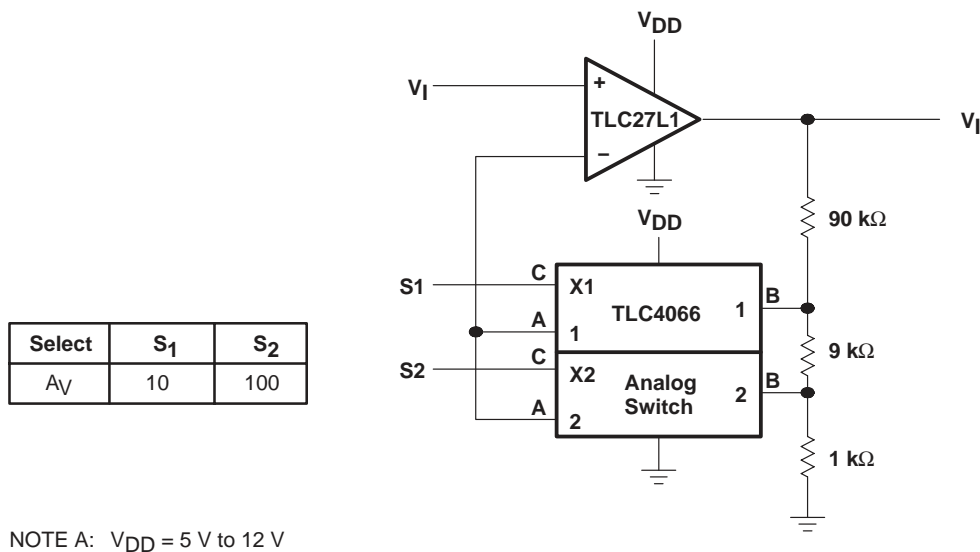 VDD
VI
+
TLC27L1
−
VI
VDD
90 kΩ
S1
C
X1
TLC4066
1
B
A
1
9 kΩ
S2
C
X2
Analog
Switch
2
B
A
2
1 kΩ
Select S1 S2
AV 10 100
NOTE A: VDD = 5 V to 12 V